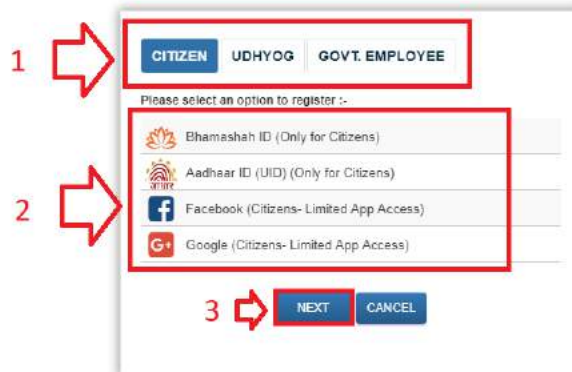 1
CITIZEN UDHYOG GOVT. EMPLOYEE
Please select an option to register :-
2
Bhamashah ID (Only for Citizens)
Aadhaar ID (UID) (Only for Citizens)
Facebook (Citizens- Limited App Access)
G+ Google (Citizens- Limited App Access)
3 NEXT CANCEL